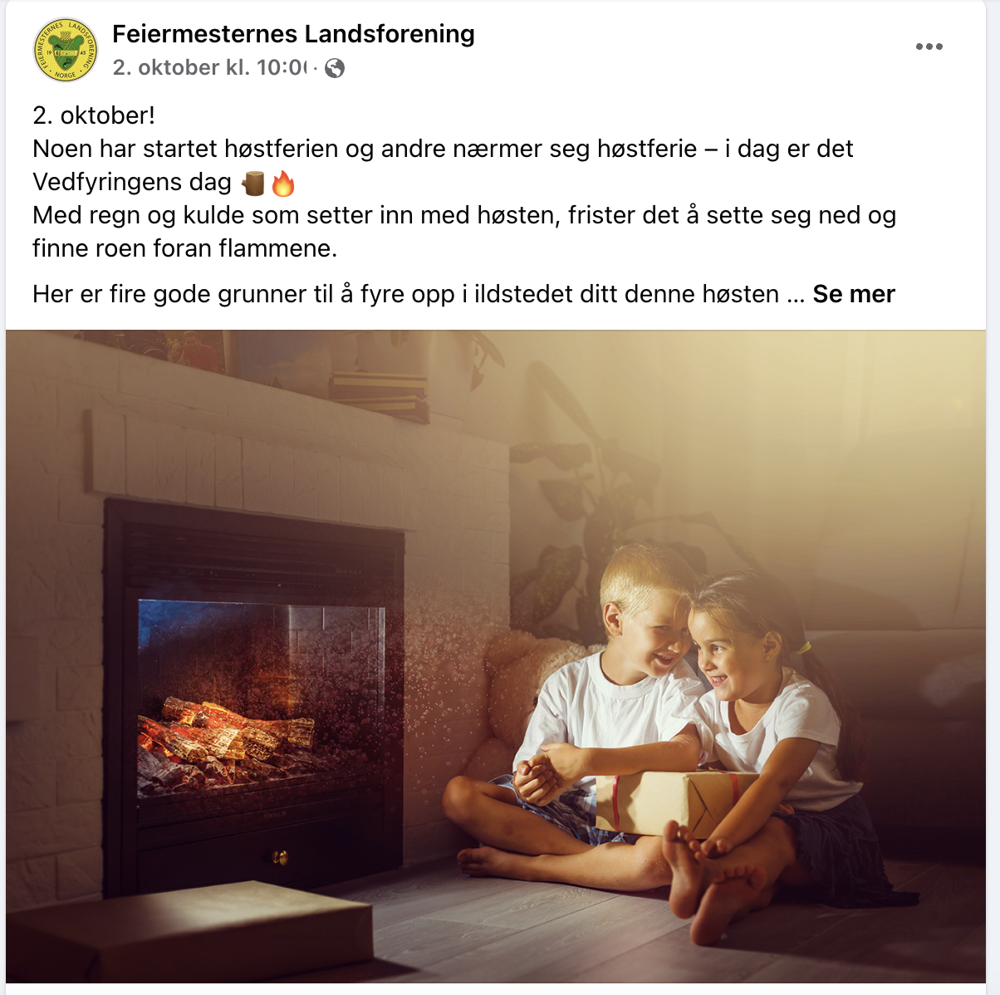 Feiermesternes Landsforening
2. oktober kl. 10:0
2. oktober!
Noen har startet høstferien og andre nærmer seg høstferie – i dag er det
Vedfyringens dag 🪵🔥
Med regn og kulde som setter inn med høsten, frister det å sette seg ned og
finne roen foran flammene.
Her er fire gode grunner til å fyre opp i ildstedet ditt denne høsten ... Se mer
FEIERMESTERNES LANDSFORENING
19 45
NORGE